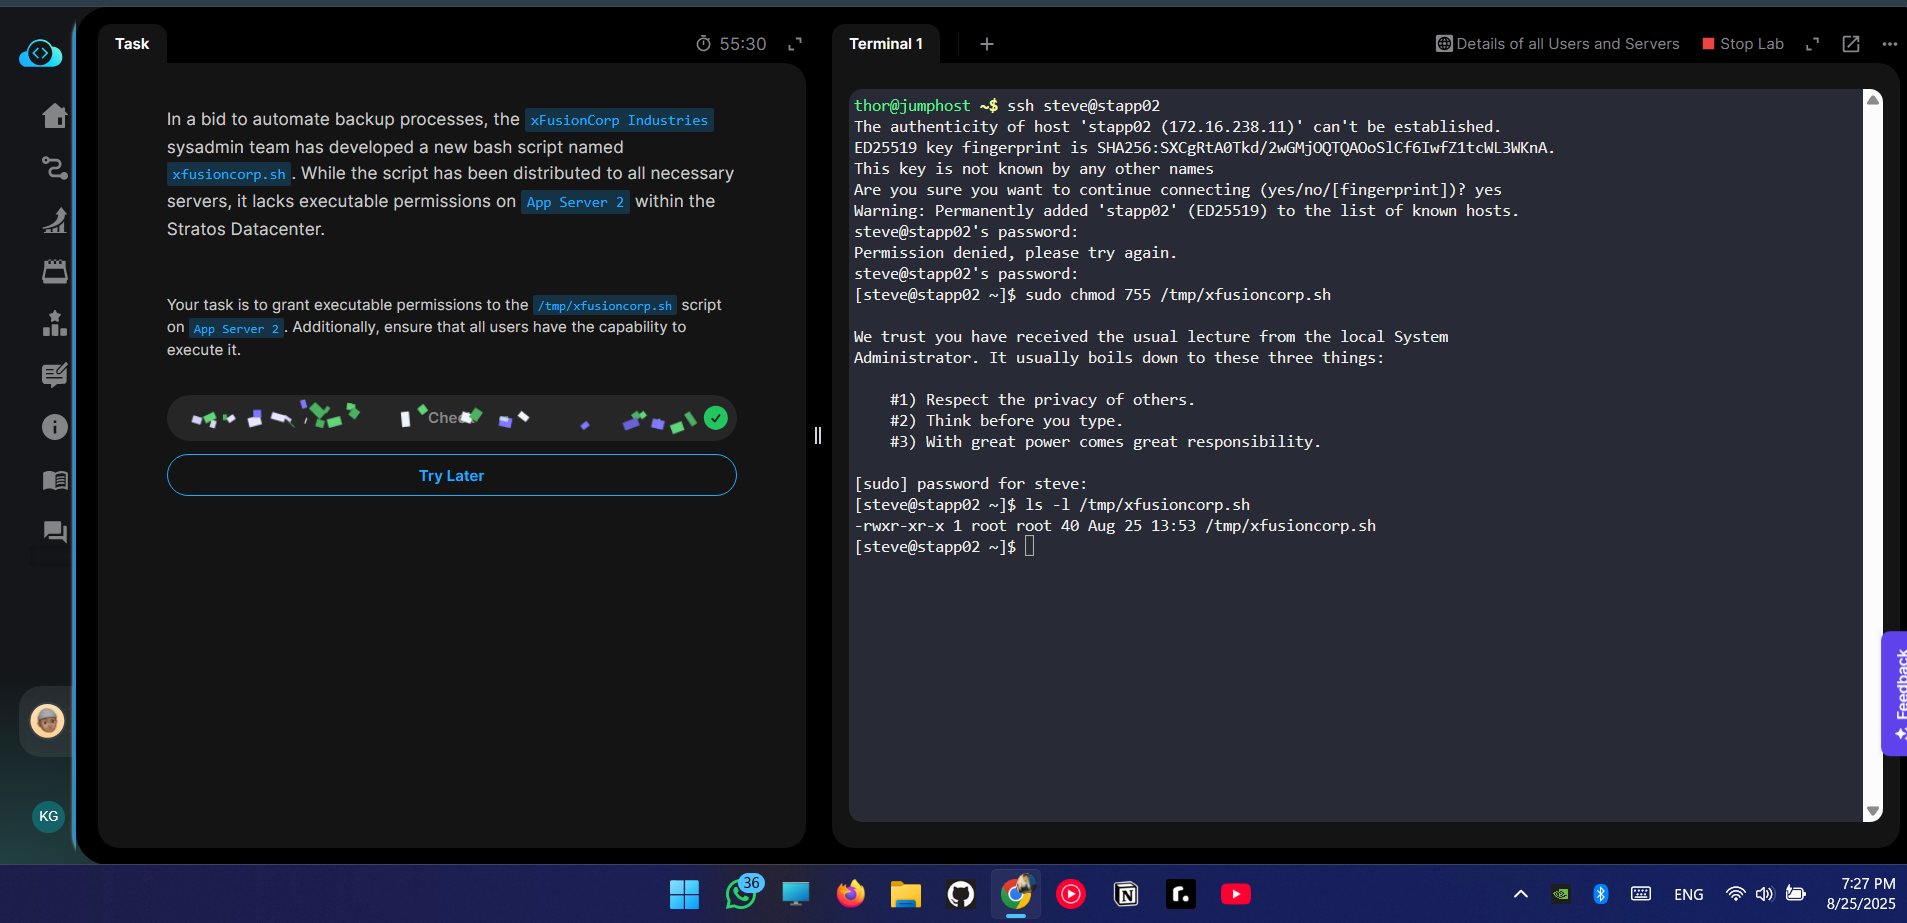 Task
55:30
In a bid to automate backup processes, the xFusionCorp Industries
sysadmin team has developed a new bash script named
xfusioncorp.sh. While the script has been distributed to all necessary
servers, it lacks executable permissions on App Server 2 within the
Stratos Datacenter.
Your task is to grant executable permissions to the /tmp/xfusioncorp.sh script
on App Server 2. Additionally, ensure that all users have the capability to
execute it.
Try Later
KG
Terminal 1
Details of all Users and Servers
Stop Lab
thor@jumphost ~$ ssh steve@stapp02
The authenticity of host 'stapp02 (172.16.238.11)' can't be established.
ED25519 key fingerprint is SHA256:SXCgRtA0Tkd/2wGMjOQTQAOoSlCf6IwfZ1tcWL3WKnA.
This key is not known by any other names
Are you sure you want to continue connecting (yes/no/[fingerprint])? yes
Warning: Permanently added 'stapp02' (ED25519) to the list of known hosts.
steve@stapp02's password:
Permission denied, please try again.
steve@stapp02's password:
[steve@stapp02 ~]$ sudo chmod 755 /tmp/xfusioncorp.sh
We trust you have received the usual lecture from the local System
Administrator. It usually boils down to these three things:
#1) Respect the privacy of others.
#2) Think before you type.
#3) With great power comes great responsibility.
[sudo] password for steve:
[steve@stapp02 ~]$ ls -l /tmp/xfusioncorp.sh
-rwxr-xr-x 1 root root 40 Aug 25 13:53 /tmp/xfusioncorp.sh
[steve@stapp02 ~]$
Feedback
36
ENG
7:27 PM
8/25/2025